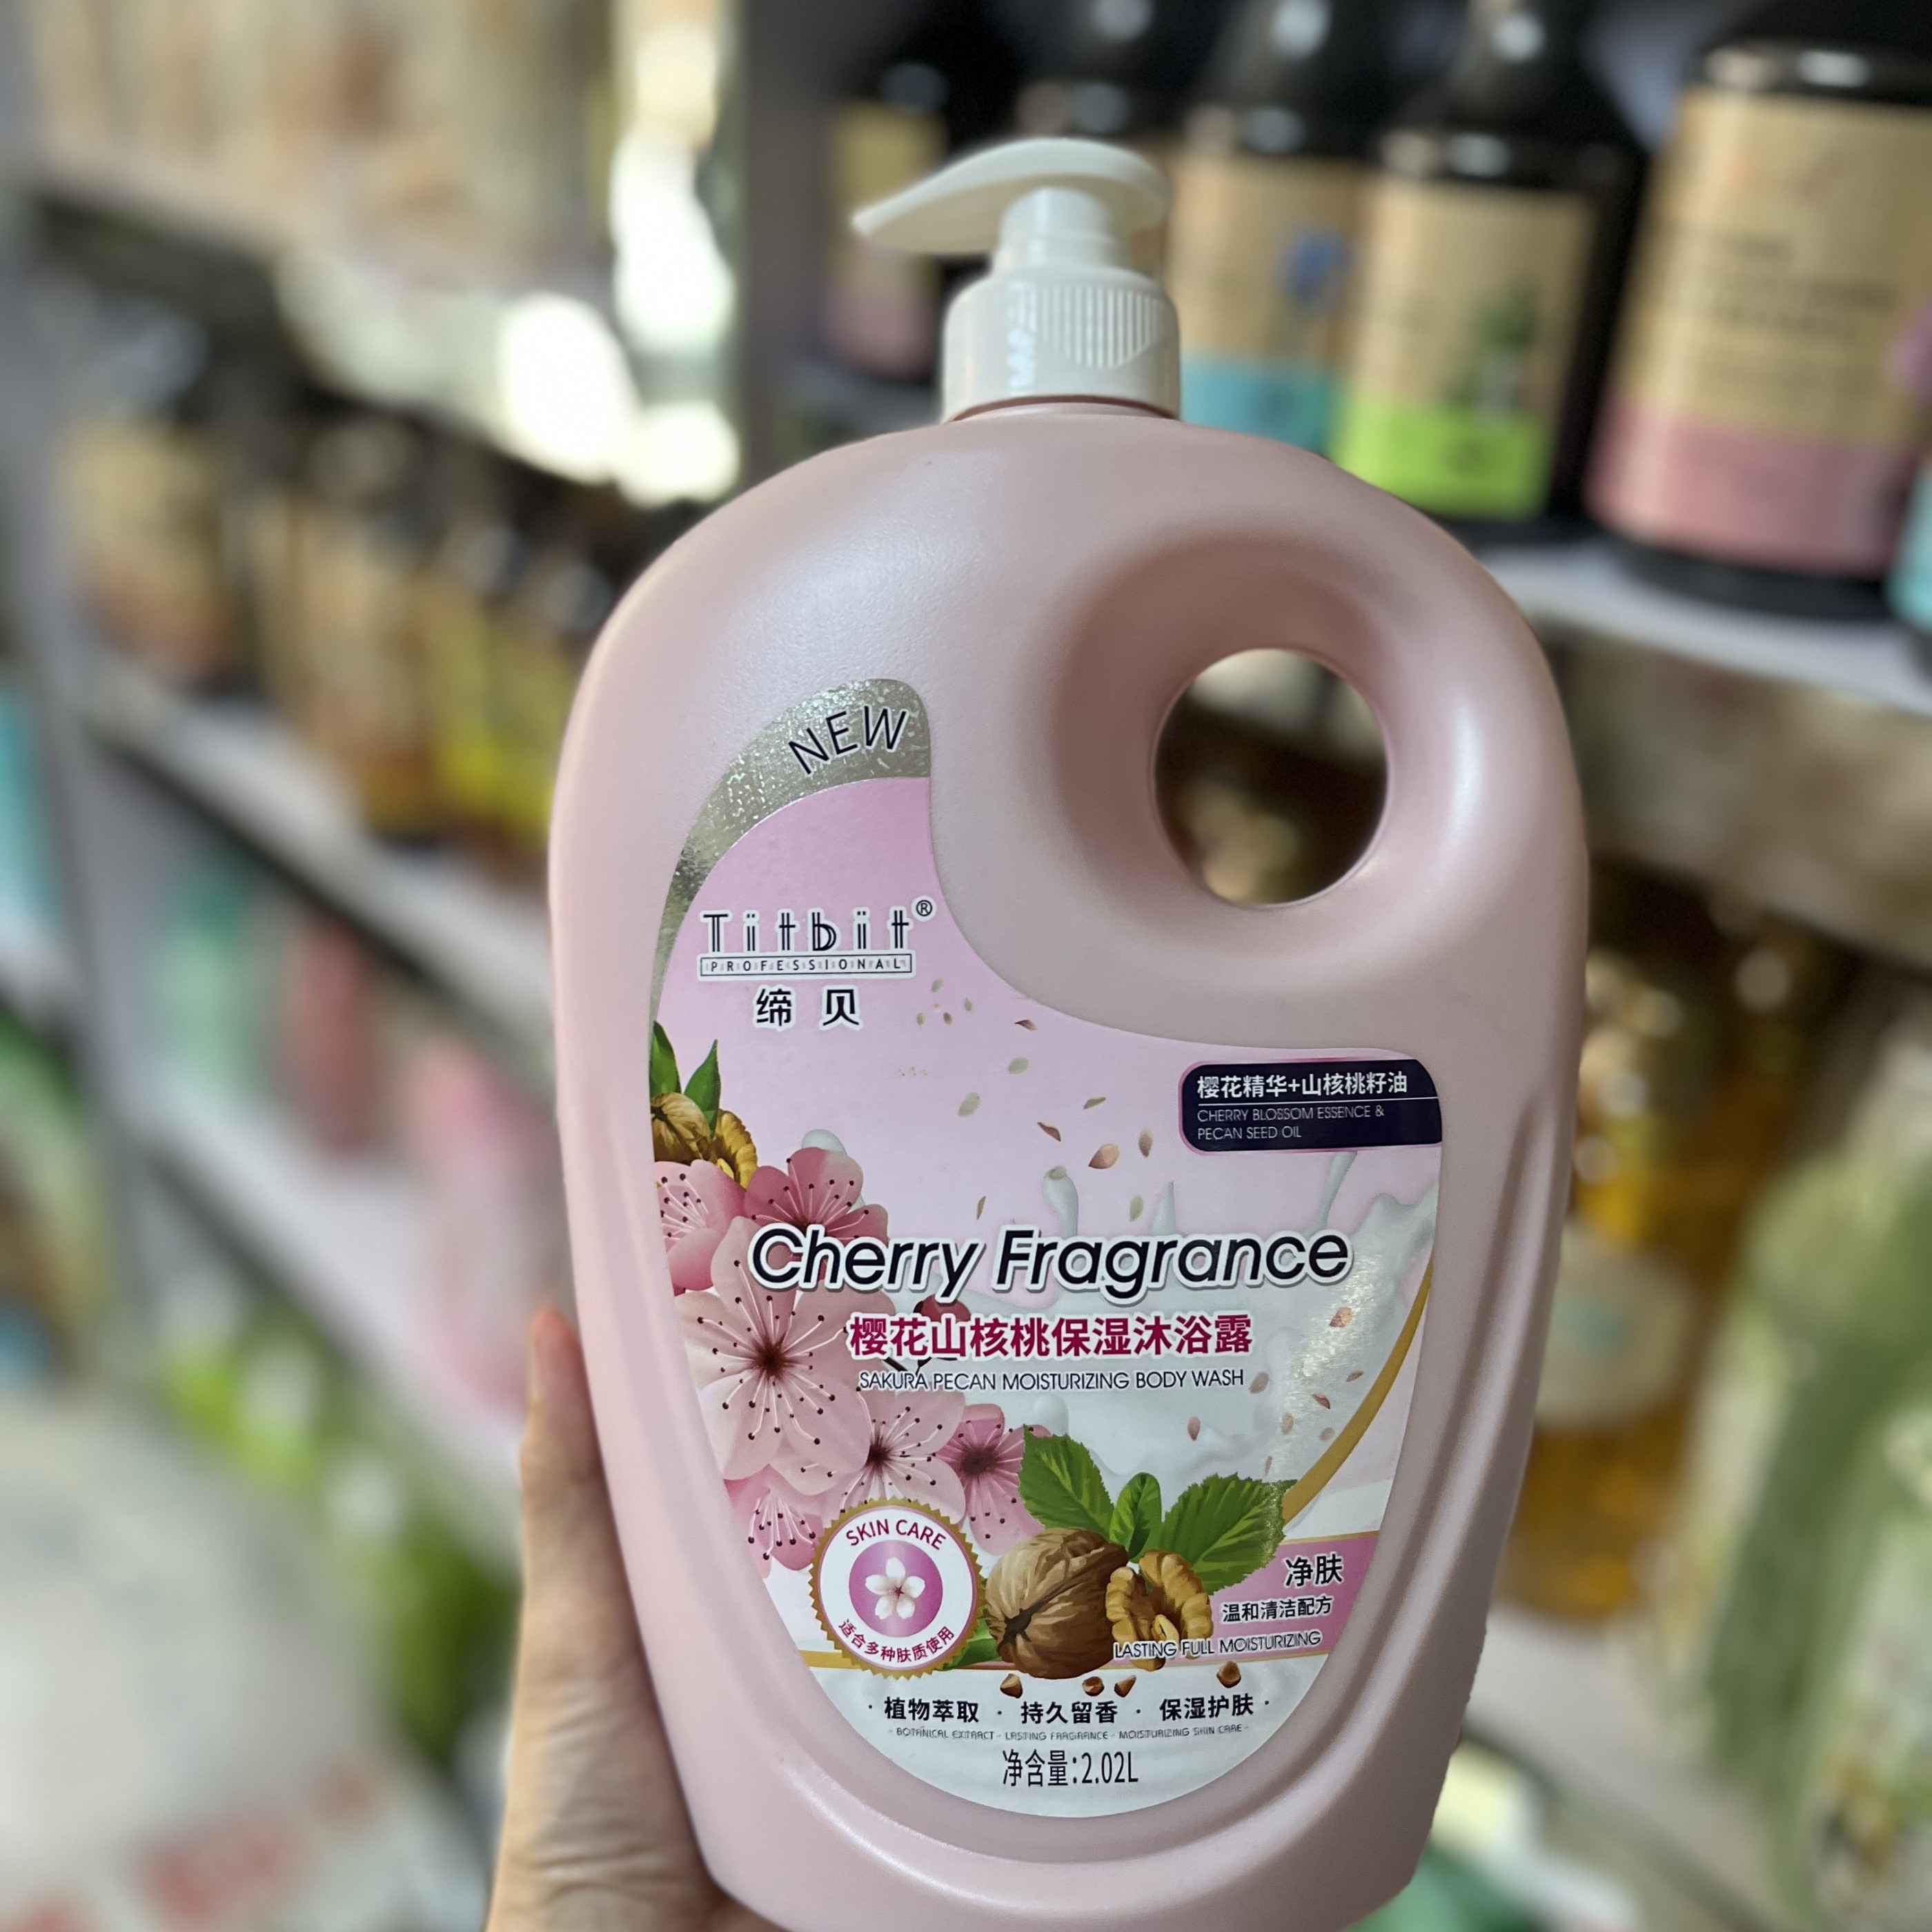 NEW
Titbit®
PROFESSIONAL
缔贝
樱花精华+山核桃籽油
CHERRY BLOSSOM ESSENCE &
PECAN SEED OIL
Cherry Fragrance
樱花山核桃保湿沐浴露
SAKURA PECAN MOISTURIZING BODY WASH
SKIN CARE
适合多种肤质使用
净肤
温和清洁配方
LASTING FULL MOISTURIZING
· 植物萃取 · 持久留香 · 保湿护肤 ·
- BOTANICAL EXTRACT - LASTING FRAGRANCE - MOISTURIZING SKIN CARE -
净含量:2.02L